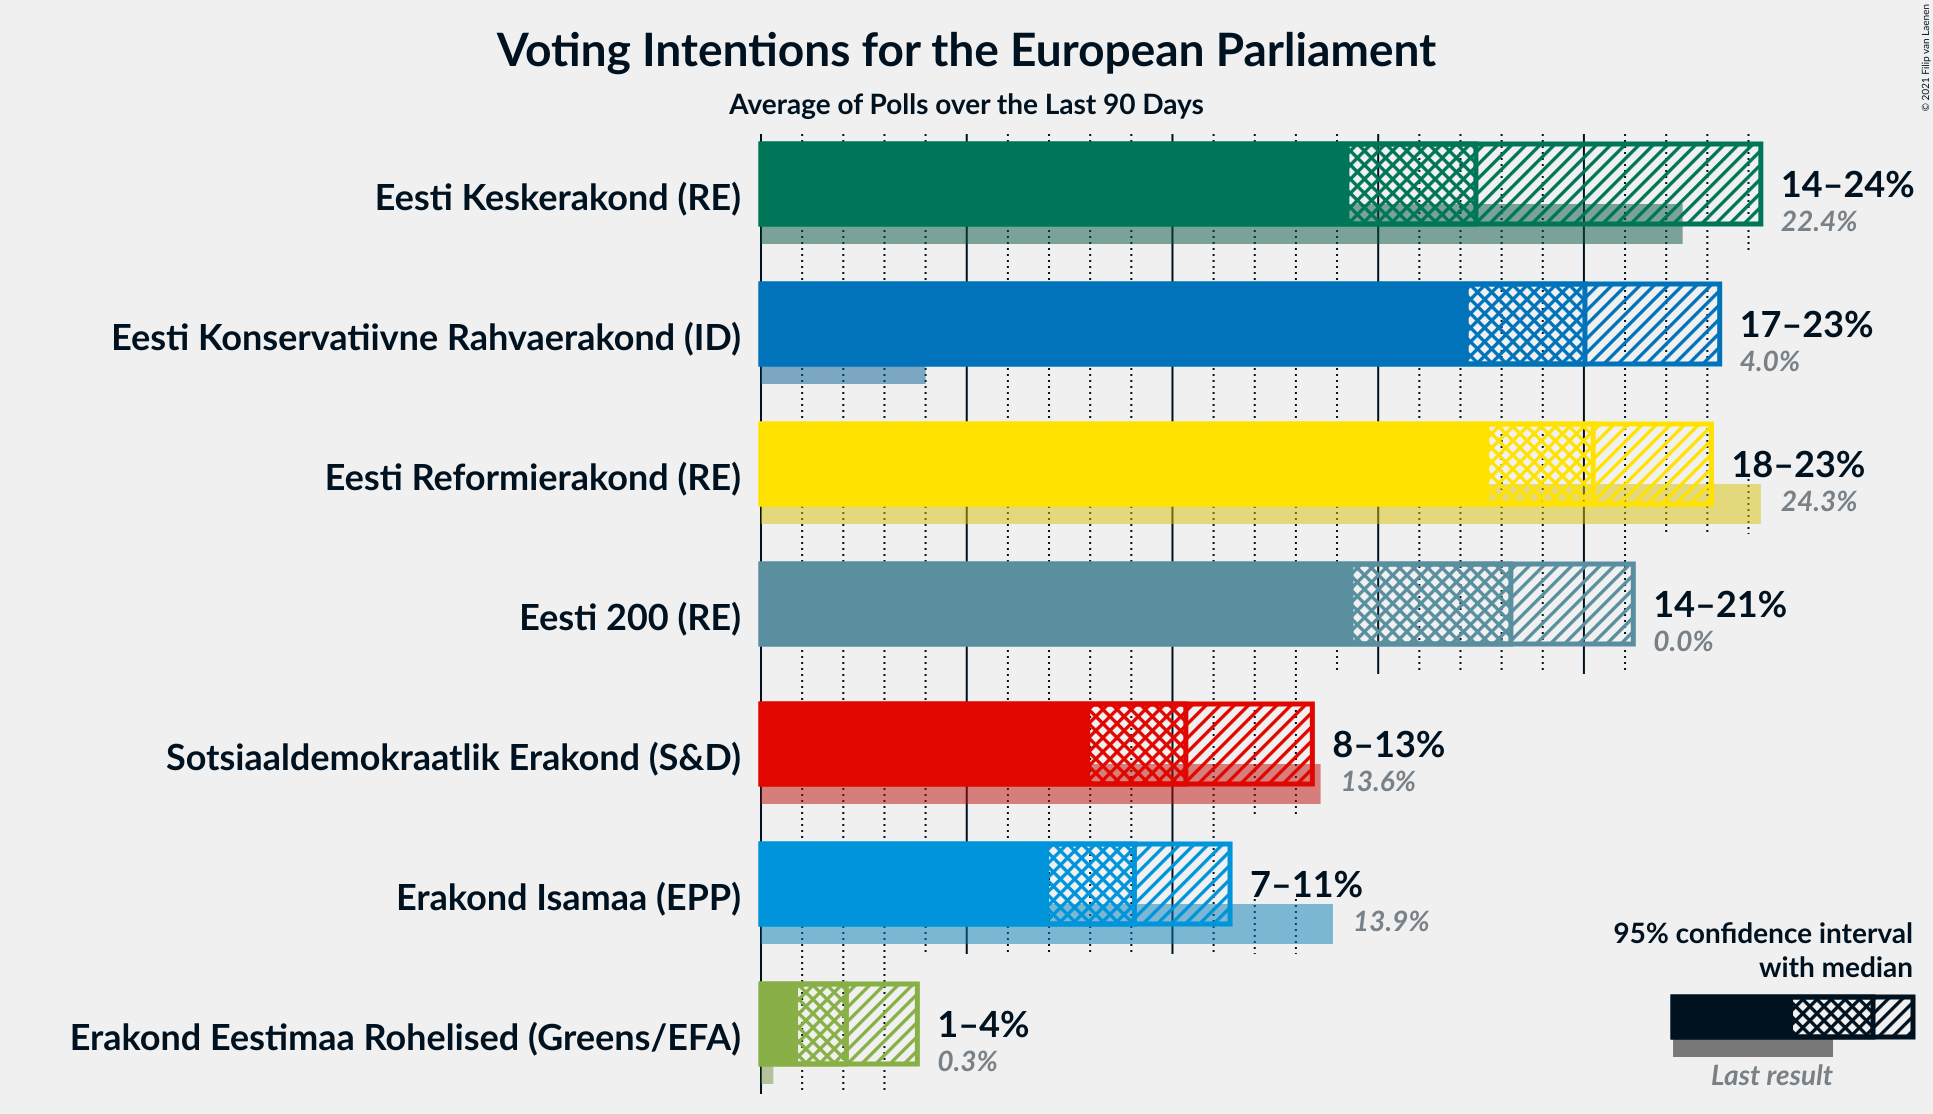 Voting Intentions for the European Parliament
Average of Polls over the Last 90 Days
© 2021 Filip van Laenen
Eesti Keskerakond (RE)
14–24%
22.4%
Eesti Konservatiivne Rahvaerakond (ID)
17–23%
4.0%
Eesti Reformierakond (RE)
18–23%
24.3%
Eesti 200 (RE)
14–21%
0.0%
Sotsiaaldemokraatlik Erakond (S&D)
8–13%
13.6%
Erakond Isamaa (EPP)
7–11%
13.9%
Erakond Eestimaa Rohelised (Greens/EFA)
1–4%
0.3%
95% confidence interval
with median
Last result